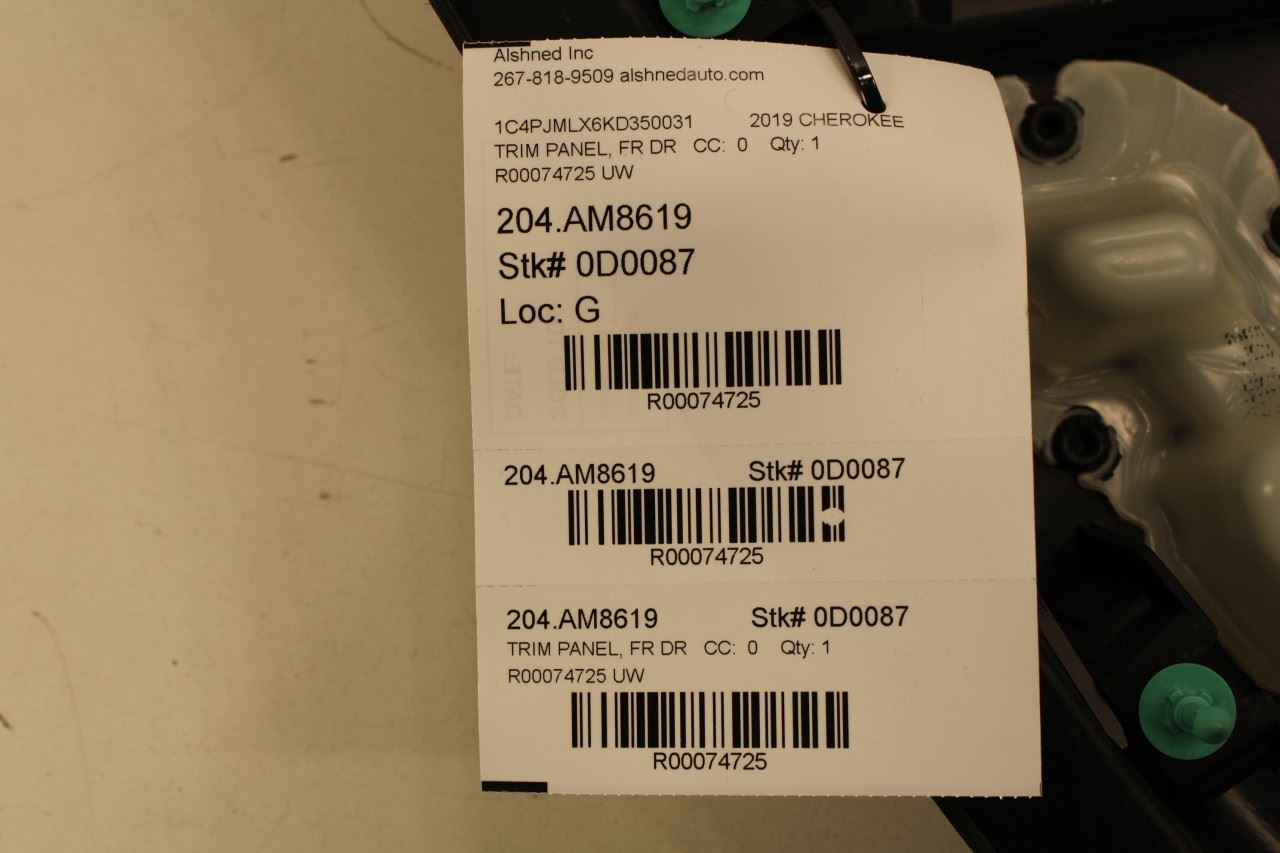 Alshned Inc
267-818-9509 alshnedauto.com
1C4PJMLX6KD350031 2019 CHEROKEE
TRIM PANEL, FR DR CC: 0 Qty: 1
R00074725 UW
204.AM8619
Stk# 0D0087
Loc: G
R00074725
204.AM8619 Stk# 0D0087
R00074725
204.AM8619 Stk# 0D0087
TRIM PANEL, FR DR CC: 0 Qty: 1
R00074725 UW
R00074725